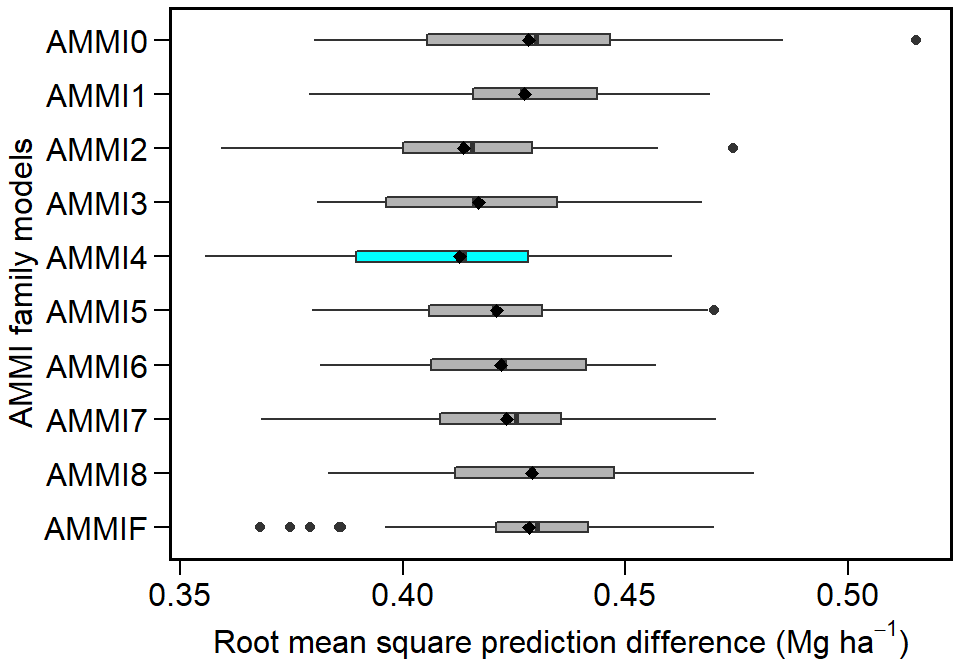 AMMI family models
AMMI0
AMMI1
AMMI2
AMMI3
AMMI4
AMMI5
AMMI6
AMMI7
AMMI8
AMMIF
0.35 0.40 0.45 0.50
Root mean square prediction difference (Mg ha⁻¹)